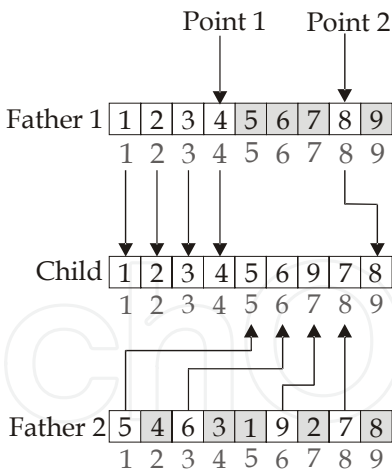 Point 1 Point 2
Father 1 1 2 3 4 5 6 7 8 9
1 2 3 4 5 6 7 8 9
Child 1 2 3 4 5 6 9 7 8
1 2 3 4 5 6 7 8 9
Father 2 5 4 6 3 1 9 2 7 8
1 2 3 4 5 6 7 8 9